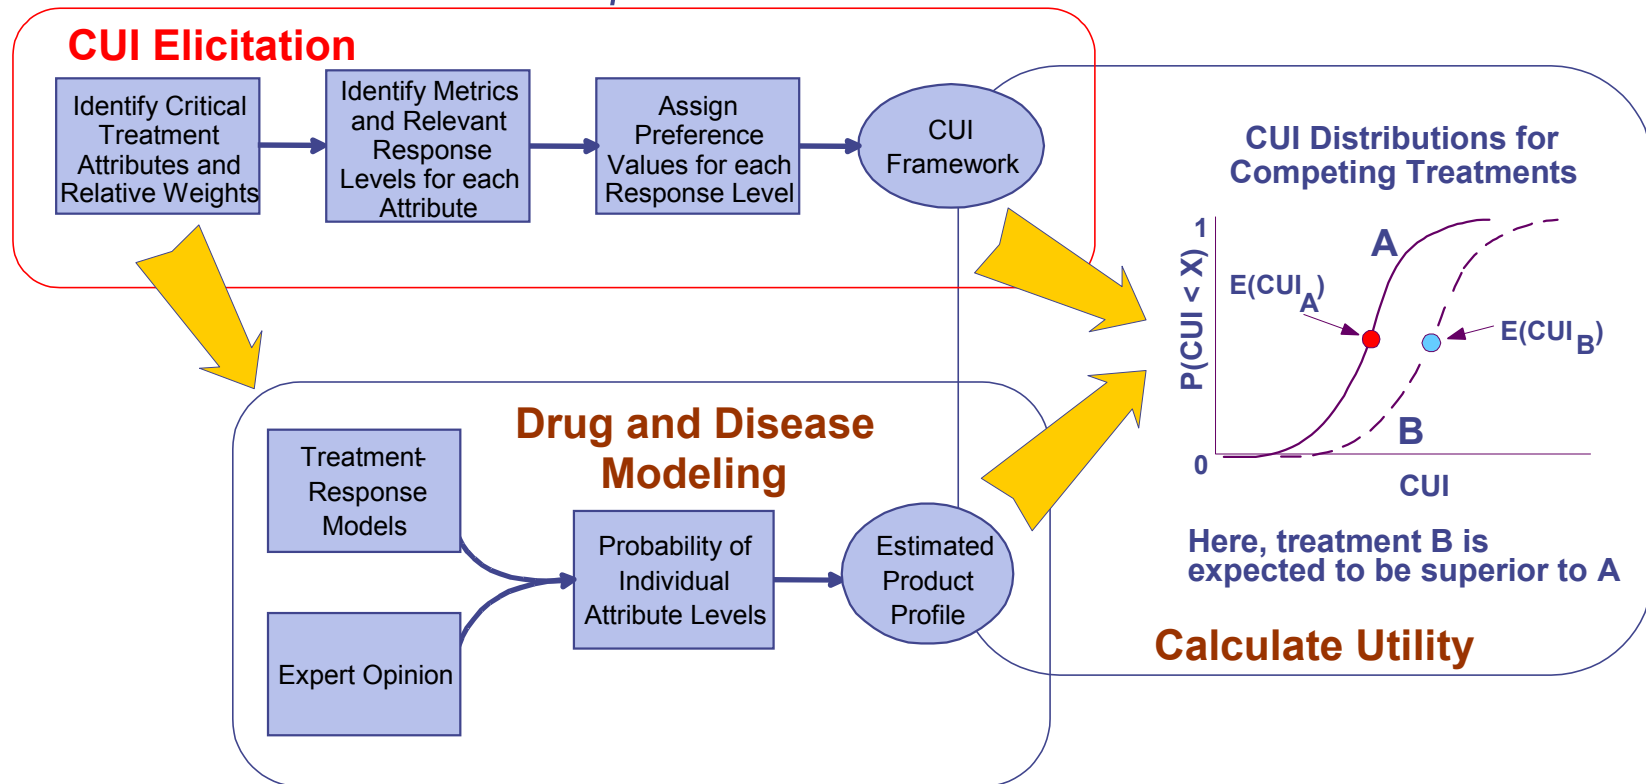 CUI Elicitation
Identify Critical
Treatment
Attributes and
Relative Weights
Identify Metrics
and Relevant
Response
Levels for each
Attribute
Assign
Preference
Values for each
Response Level
CUI
Framework
Drug and Disease
Modeling
Treatment-
Response
Models
Expert Opinion
Probability of
Individual
Attribute Levels
Estimated
Product
Profile
CUI Distributions for
Competing Treatments
P(CUI < X)
1
0
A
E(CUI_A)
E(CUI_B)
B
CUI
Here, treatment B is
expected to be superior to A
Calculate Utility